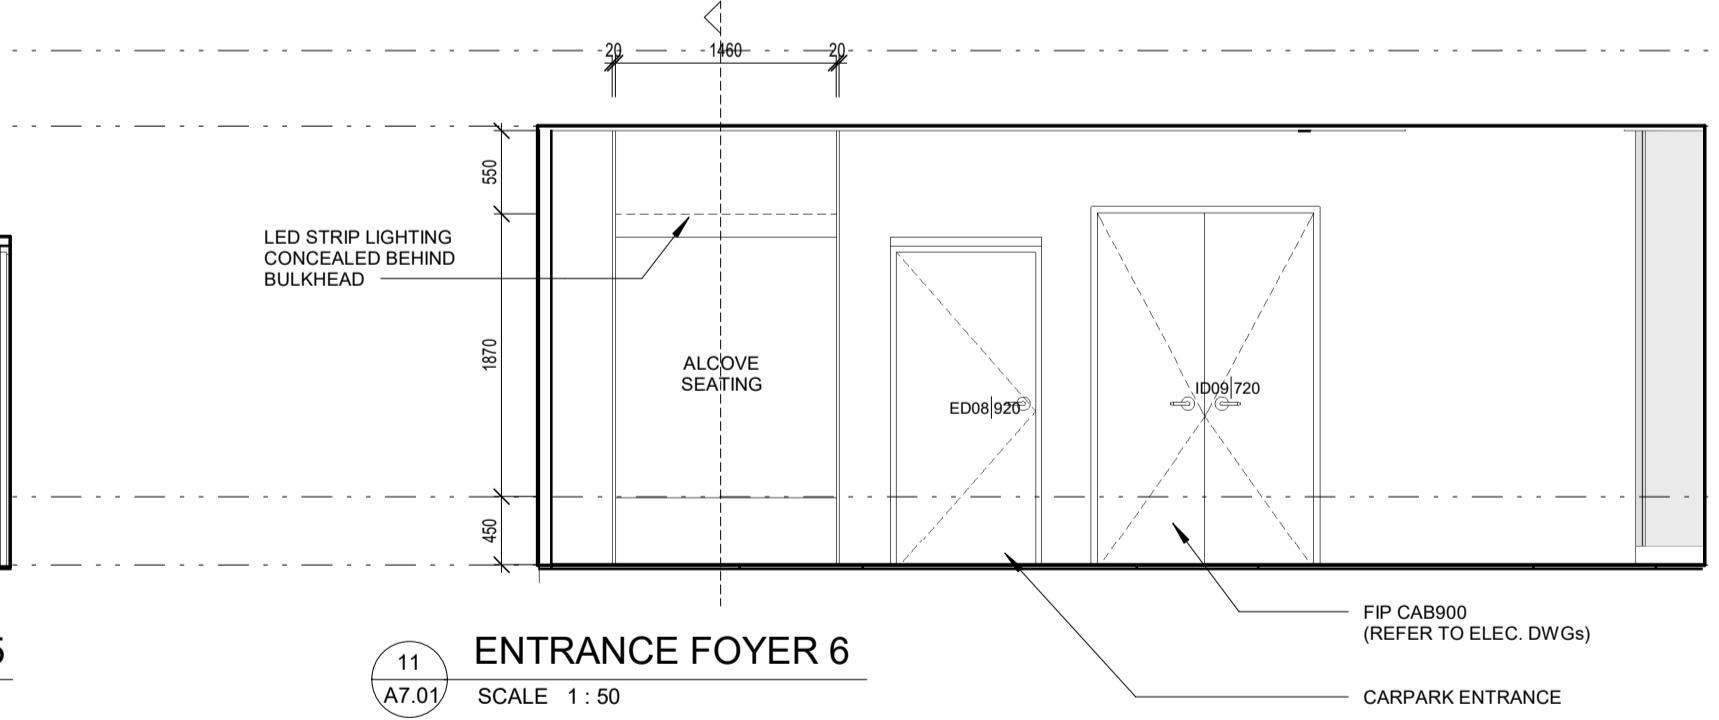 20
1460
20
550
LED STRIP LIGHTING
CONCEALED BEHIND
BULKHEAD
1870
ALCOVE
SEATING
ED08|920
ID09|720
450
FIP CAB900
(REFER TO ELEC. DWGs)
CARPARK ENTRANCE
11
A7.01
ENTRANCE FOYER 6
SCALE 1 : 50